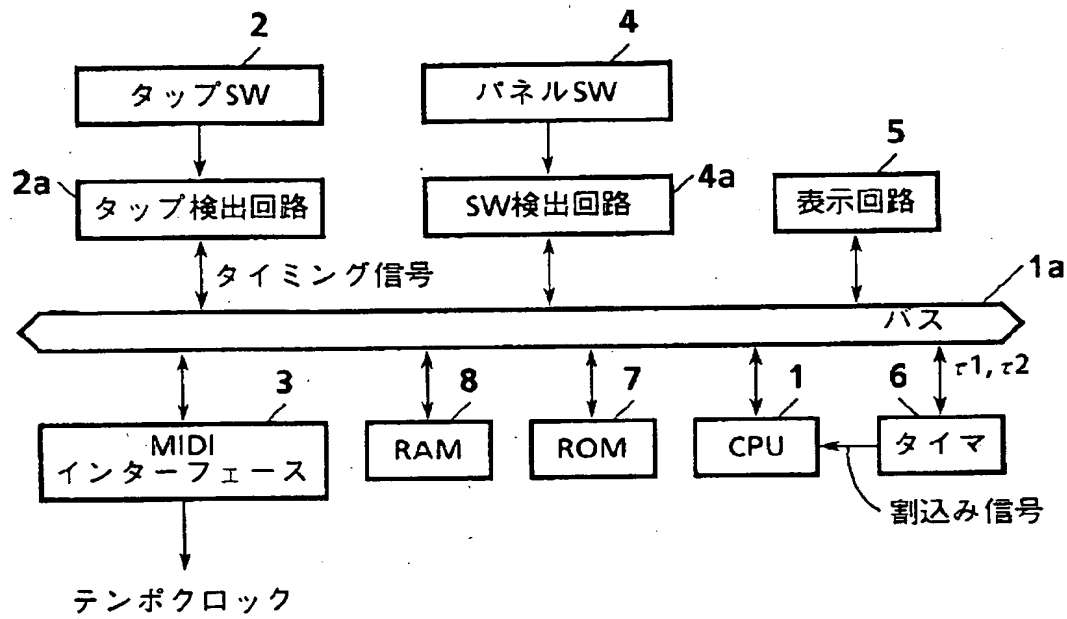 2
タップSW
4
パネルSW
2a
タップ検出回路
4a
SW検出回路
5
表示回路
タイミング信号
1a
バス
3
MIDI
インターフェース
8
RAM
7
ROM
1
CPU
6
タイマ
τ1, τ2
割込み信号
テンポクロック